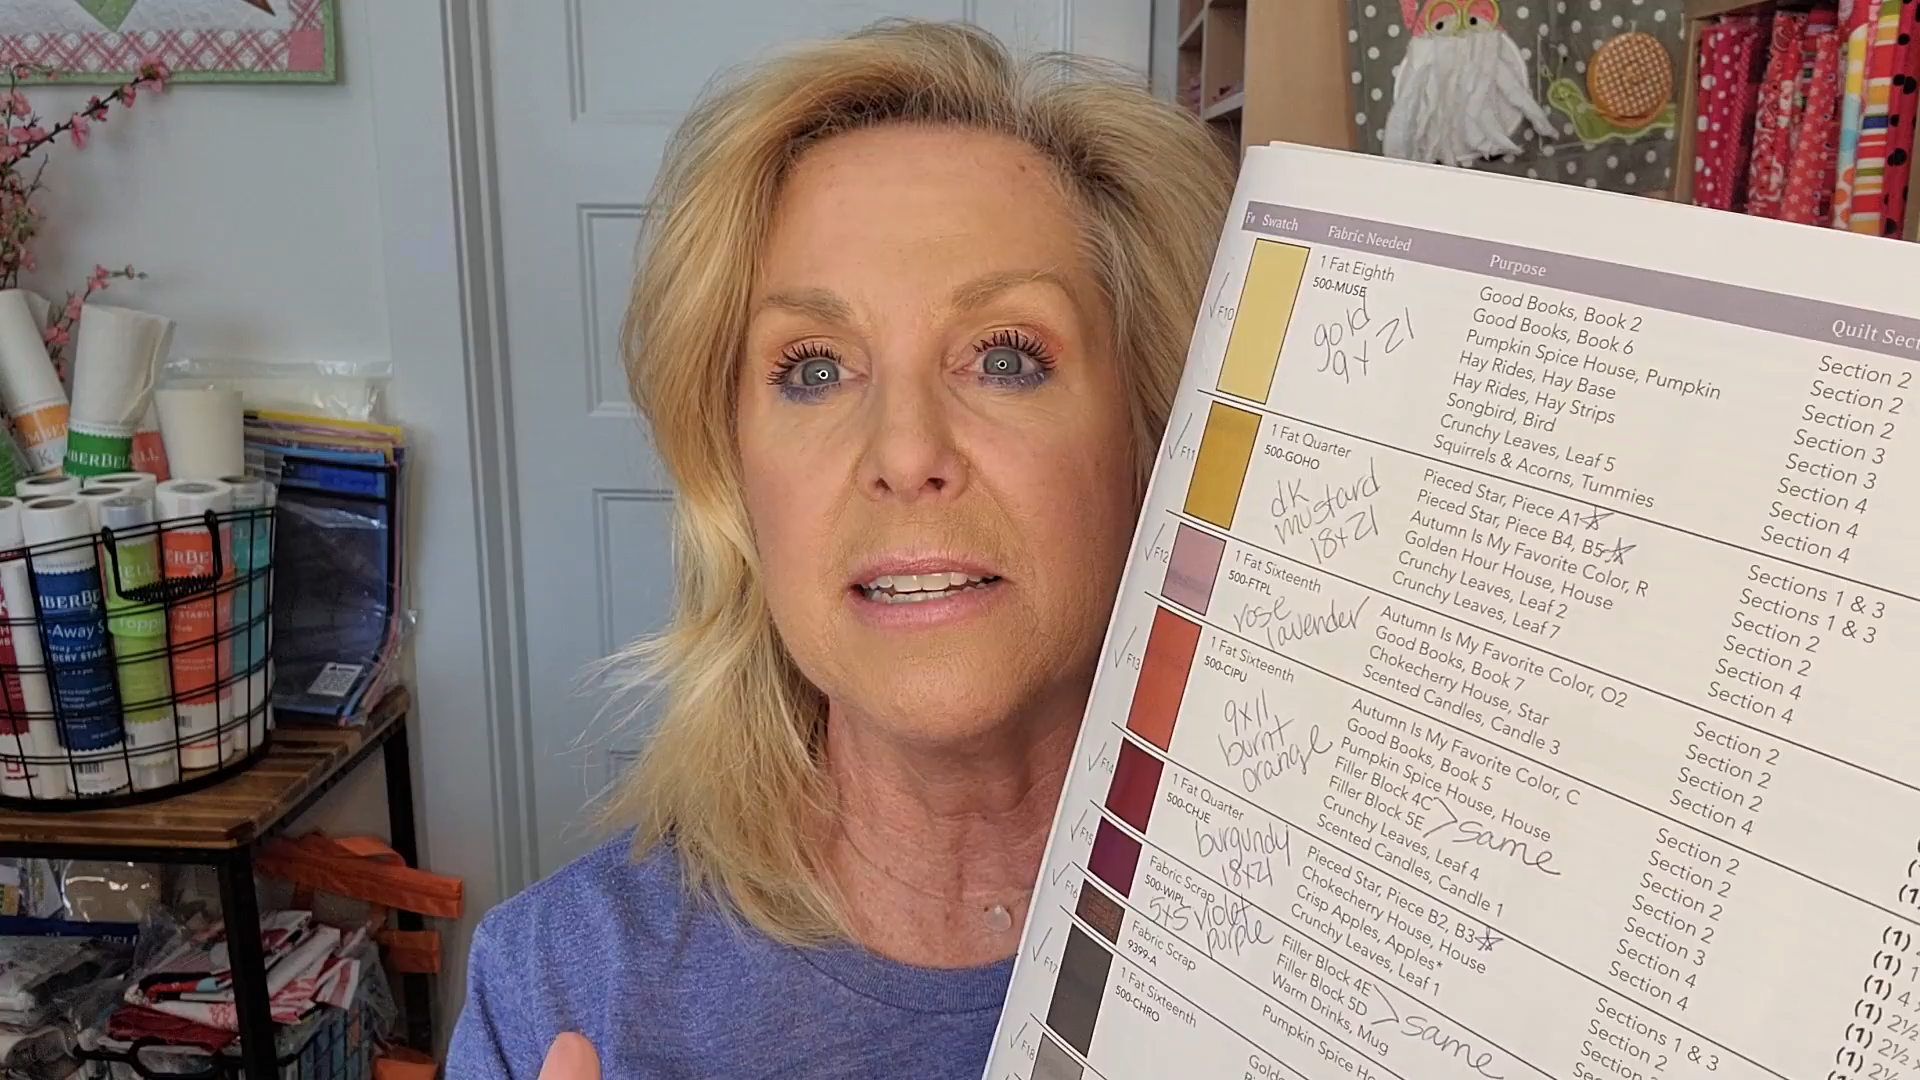 F# Swatch Fabric Needed Purpose Quilt Sect
F10
1 Fat Eighth
500-MUSE
gold
9x21
Good Books, Book 2 Section 2
Good Books, Book 6 Section 2
Pumpkin Spice House, Pumpkin Section 2
Hay Rides, Hay Base Section 3
Hay Rides, Hay Strips Section 3
Songbird, Bird Section 4
Crunchy Leaves, Leaf 5 Section 4
Squirrels & Acorns, Tummies Section 4
F11
1 Fat Quarter
500-GOHO
dk
mustard
18x21
Pieced Star, Piece A1 Sections 1 & 3
Pieced Star, Piece B4, B5 Sections 1 & 3
Autumn Is My Favorite Color, R Section 2
Golden Hour House, House Section 2
Crunchy Leaves, Leaf 2 Section 4
Crunchy Leaves, Leaf 7 Section 4
F12
1 Fat Sixteenth
500-FTPL
rose
lavender
Autumn Is My Favorite Color, O2 Section 2
Good Books, Book 7 Section 2
Chokecherry House, Star Section 2
Scented Candles, Candle 3 Section 4
F13
1 Fat Sixteenth
500-CIPU
9x11
burnt
orange
Autumn Is My Favorite Color, C Section 2
Good Books, Book 5 Section 2
Pumpkin Spice House, House Section 2
Filler Block 4C Section 2
Filler Block 5E Section 3
same
Crunchy Leaves, Leaf 4 Section 4
Scented Candles, Candle 1 Section 4
F14
1 Fat Quarter
500-CHJE
burgundy
18x21
Pieced Star, Piece B2, B3 Sections 1 & 3
Chokecherry House, House Section 2
Crisp Apples, Apples*
Crunchy Leaves, Leaf 1
F15
Fabric Scrap
500-WIPL
5x5 violet
purple
Filler Block 4E
Filler Block 5D
same
Warm Drinks, Mug
F16
Fabric Scrap
9399-A
Pumpkin Spice Ho
F17
1 Fat Sixteenth
500-CHRO
Golde
F18
MBERBELL
-Away